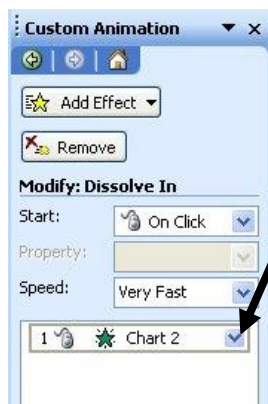 Custom Animation
Add Effect
Remove
Modify: Dissolve In
Start: On Click
Property:
Speed: Very Fast
1 Chart 2